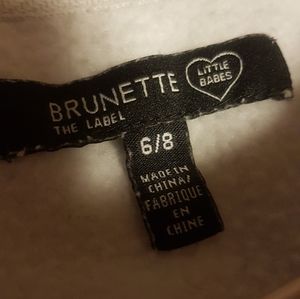 BRUNETTE
THE LABEL
LITTLE
BABES
6/8
MADE IN
CHINA/
FABRIQUE
EN
CHINE